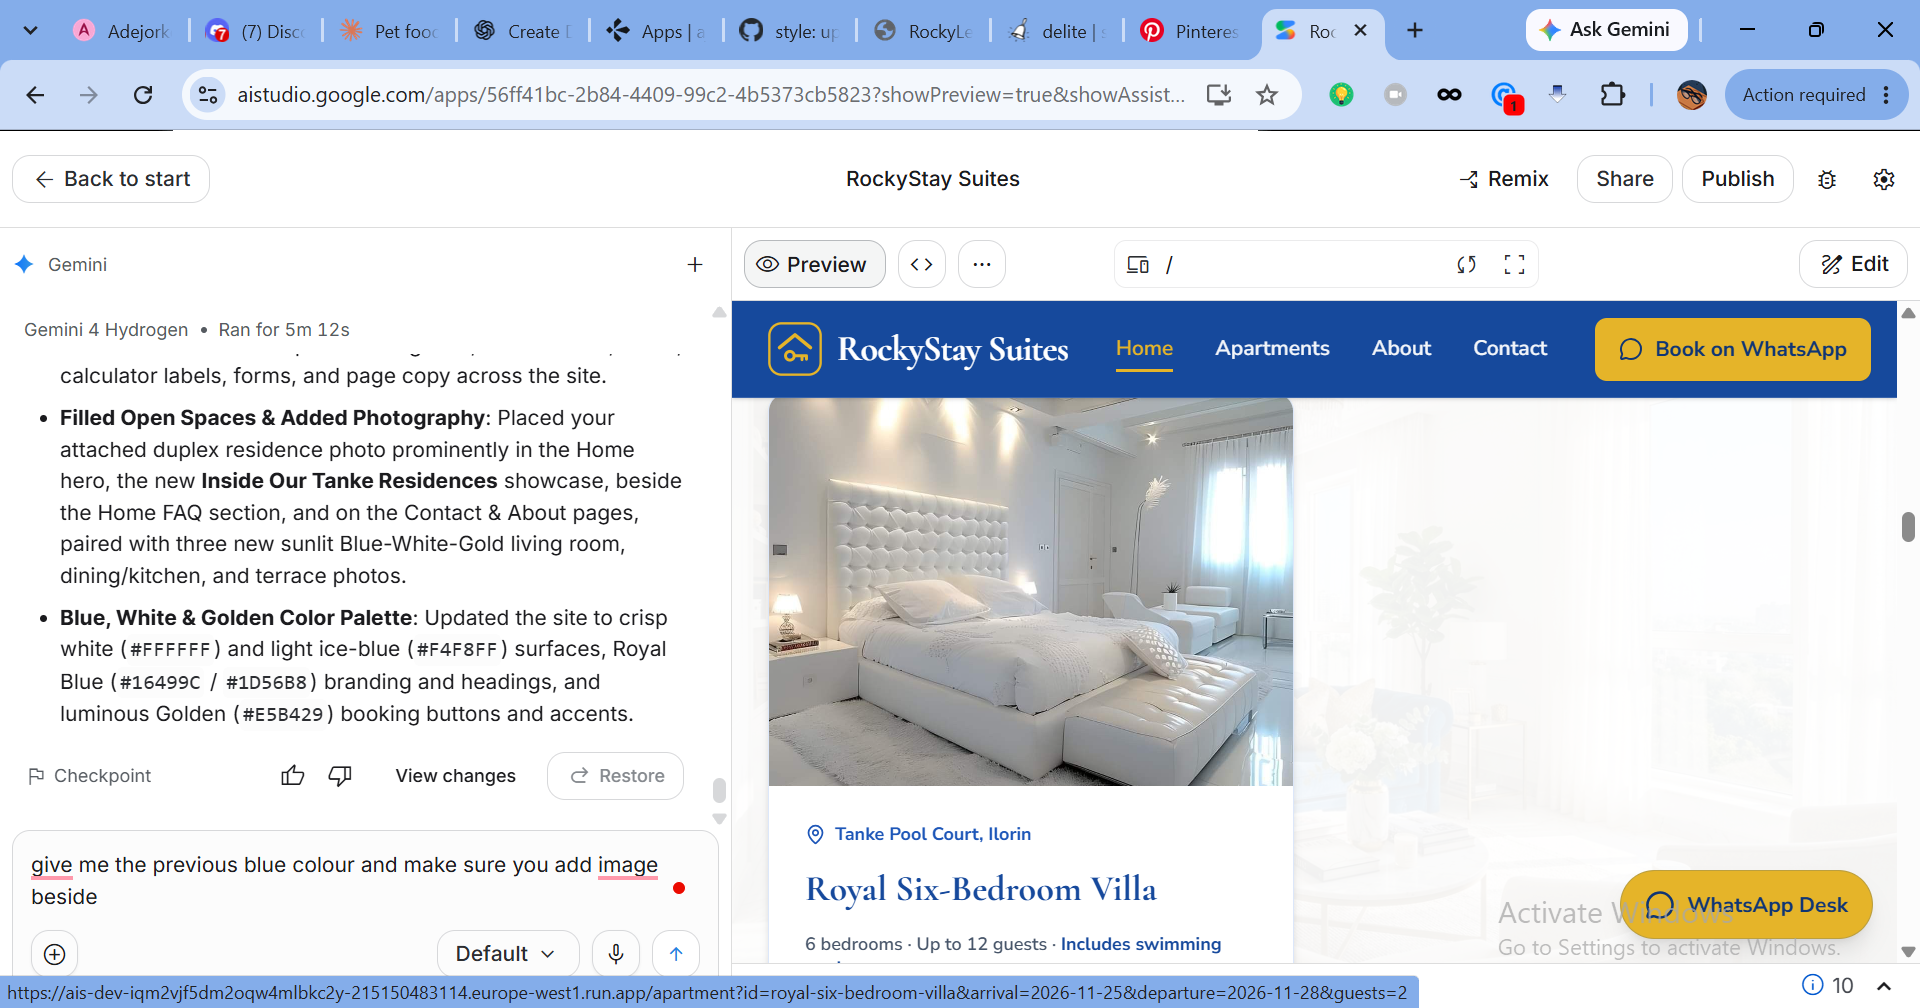 Adejork
(7) Disc
Pet food
Create
Apps | a
style: up
RockyLe
delite | s
Pinteres
Roc
Ask Gemini
aistudio.google.com/apps/56ff41bc-2b84-4409-99c2-4b5373cb5823?showPreview=true&showAssist...
1
Action required
Back to start
RockyStay Suites
Remix
Share
Publish
Gemini
Preview
/
Edit
Gemini 4 Hydrogen • Ran for 5m 12s
calculator labels, forms, and page copy across the site.
• Filled Open Spaces & Added Photography: Placed your
attached duplex residence photo prominently in the Home
hero, the new Inside Our Tanke Residences showcase, beside
the Home FAQ section, and on the Contact & About pages,
paired with three new sunlit Blue-White-Gold living room,
dining/kitchen, and terrace photos.
• Blue, White & Golden Color Palette: Updated the site to crisp
white (#FFFFFF) and light ice-blue (#F4F8FF) surfaces, Royal
Blue (#16499C / #1D56B8) branding and headings, and
luminous Golden (#E5B429) booking buttons and accents.
Checkpoint
View changes
Restore
give me the previous blue colour and make sure you add image
beside
Default
RockyStay Suites
Home
Apartments
About
Contact
Book on WhatsApp
Tanke Pool Court, Ilorin
Royal Six-Bedroom Villa
6 bedrooms · Up to 12 guests · Includes swimming
WhatsApp Desk
Activate Windows
Go to Settings to activate Windows.
https://ais-dev-iqm2vjf5dm2oqw4mlbkc2y-215150483114.europe-west1.run.app/apartment?id=royal-six-bedroom-villa&arrival=2026-11-25&departure=2026-11-28&guests=2
10